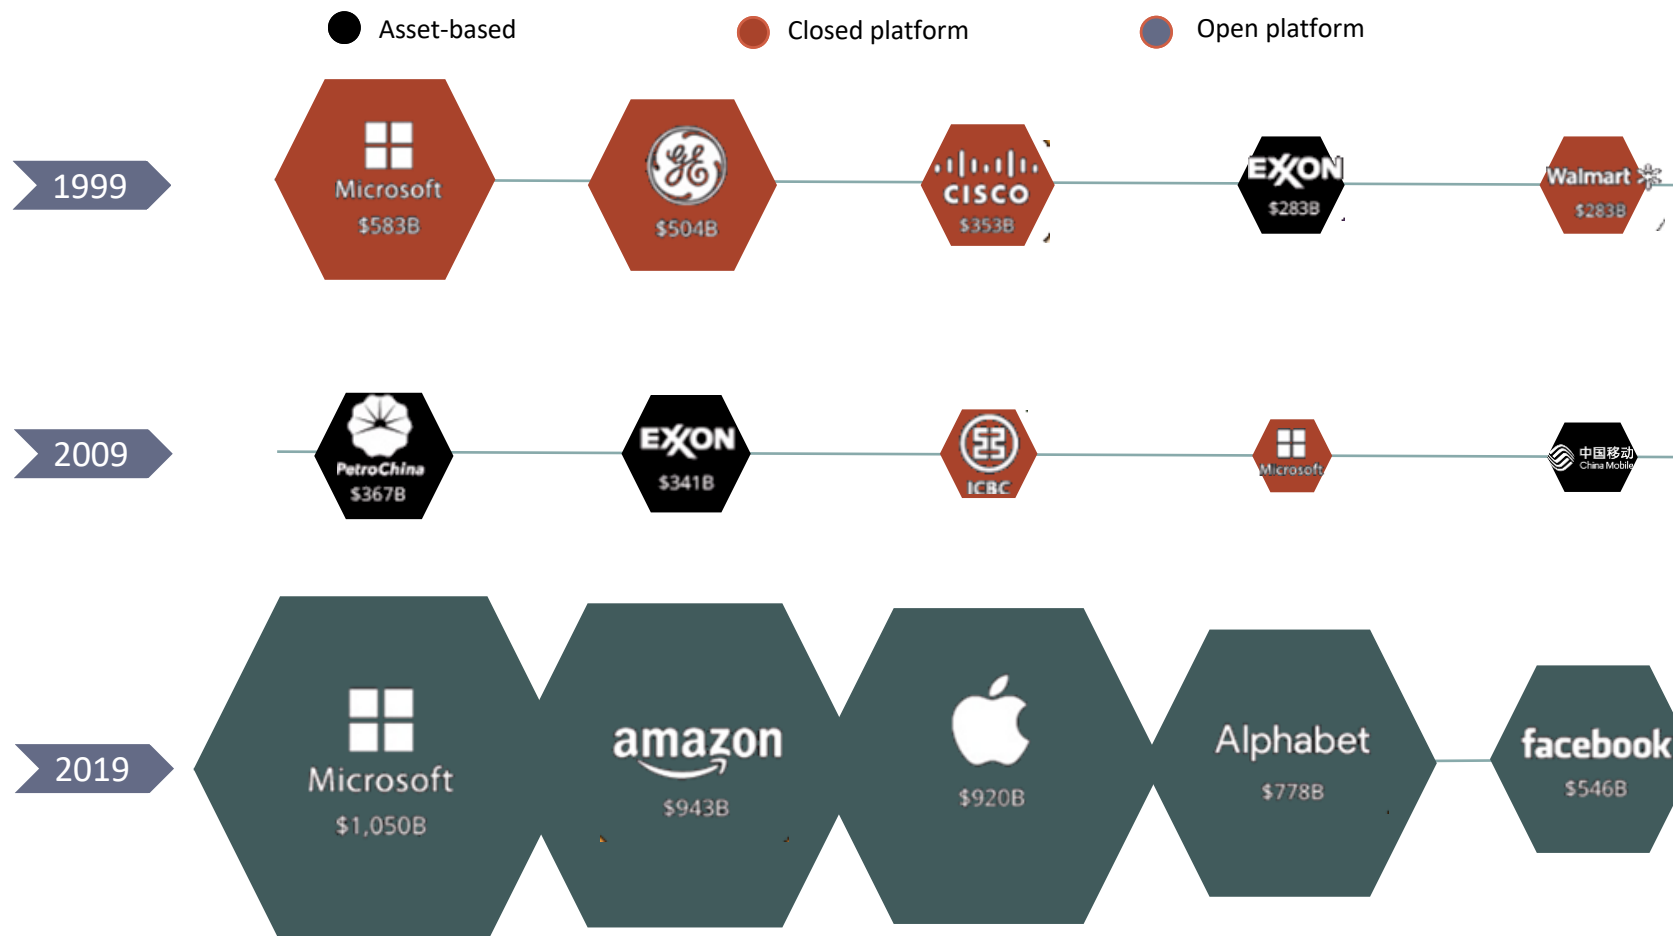 Asset-based
Closed platform
Open platform
1999
Microsoft
$583B
GE
$504B
CISCO
$353B
EXXON
$283B
Walmart
$283B
2009
PetroChina
$367B
EXXON
$341B
ICBC
Microsoft
中国移动
China Mobile
2019
Microsoft
$1,050B
amazon
$943B
$920B
Alphabet
$778B
facebook
$546B